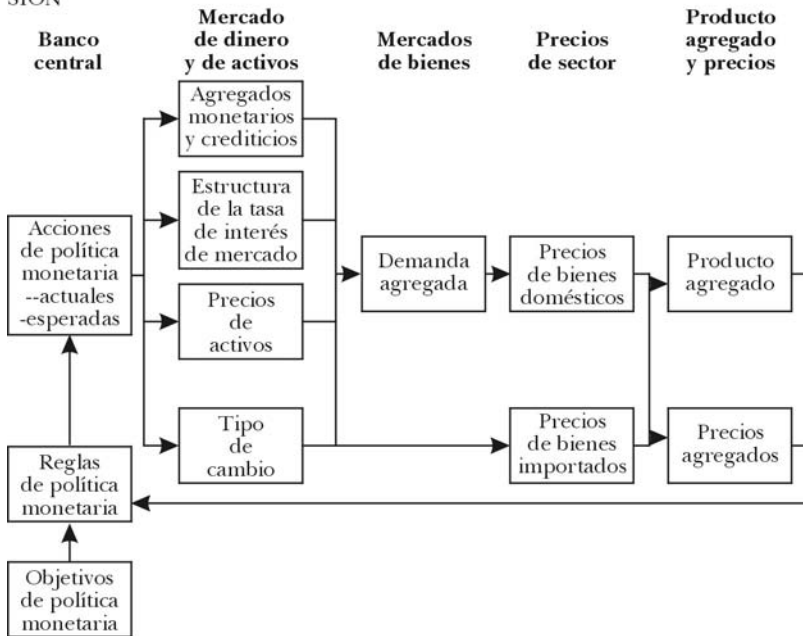 SIÓN
Banco
central
Mercado
de dinero
y de activos
Mercados
de bienes
Precios
de sector
Producto
agregado
y precios
Agregados
monetarios
y crediticios
Estructura
de la tasa
de interés
de mercado
Acciones
de política
monetaria
--actuales
-esperadas
Demanda
agregada
Precios
de bienes
domésticos
Producto
agregado
Precios
de
activos
Tipo
de
cambio
Precios
de bienes
importados
Precios
agregados
Reglas
de política
monetaria
Objetivos
de política
monetaria